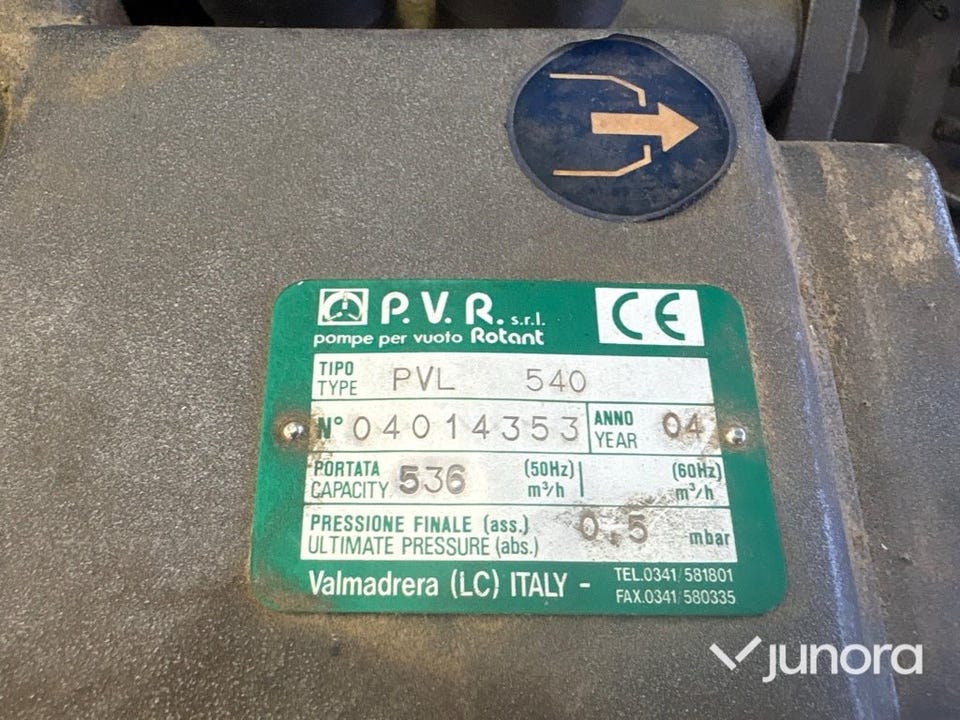 P.V.R. s.r.l.
pompe per vuoto Rotant
CE
TIPO
TYPE PVL 540
N° 04014353 ANNO
YEAR 04
PORTATA (50Hz) (60Hz)
CAPACITY 536 m³/h m³/h
PRESSIONE FINALE (ass.)
ULTIMATE PRESSURE (abs.) 0.5 mbar
Valmadrera (LC) ITALY - TEL.0341/581801
FAX.0341/580335
junora